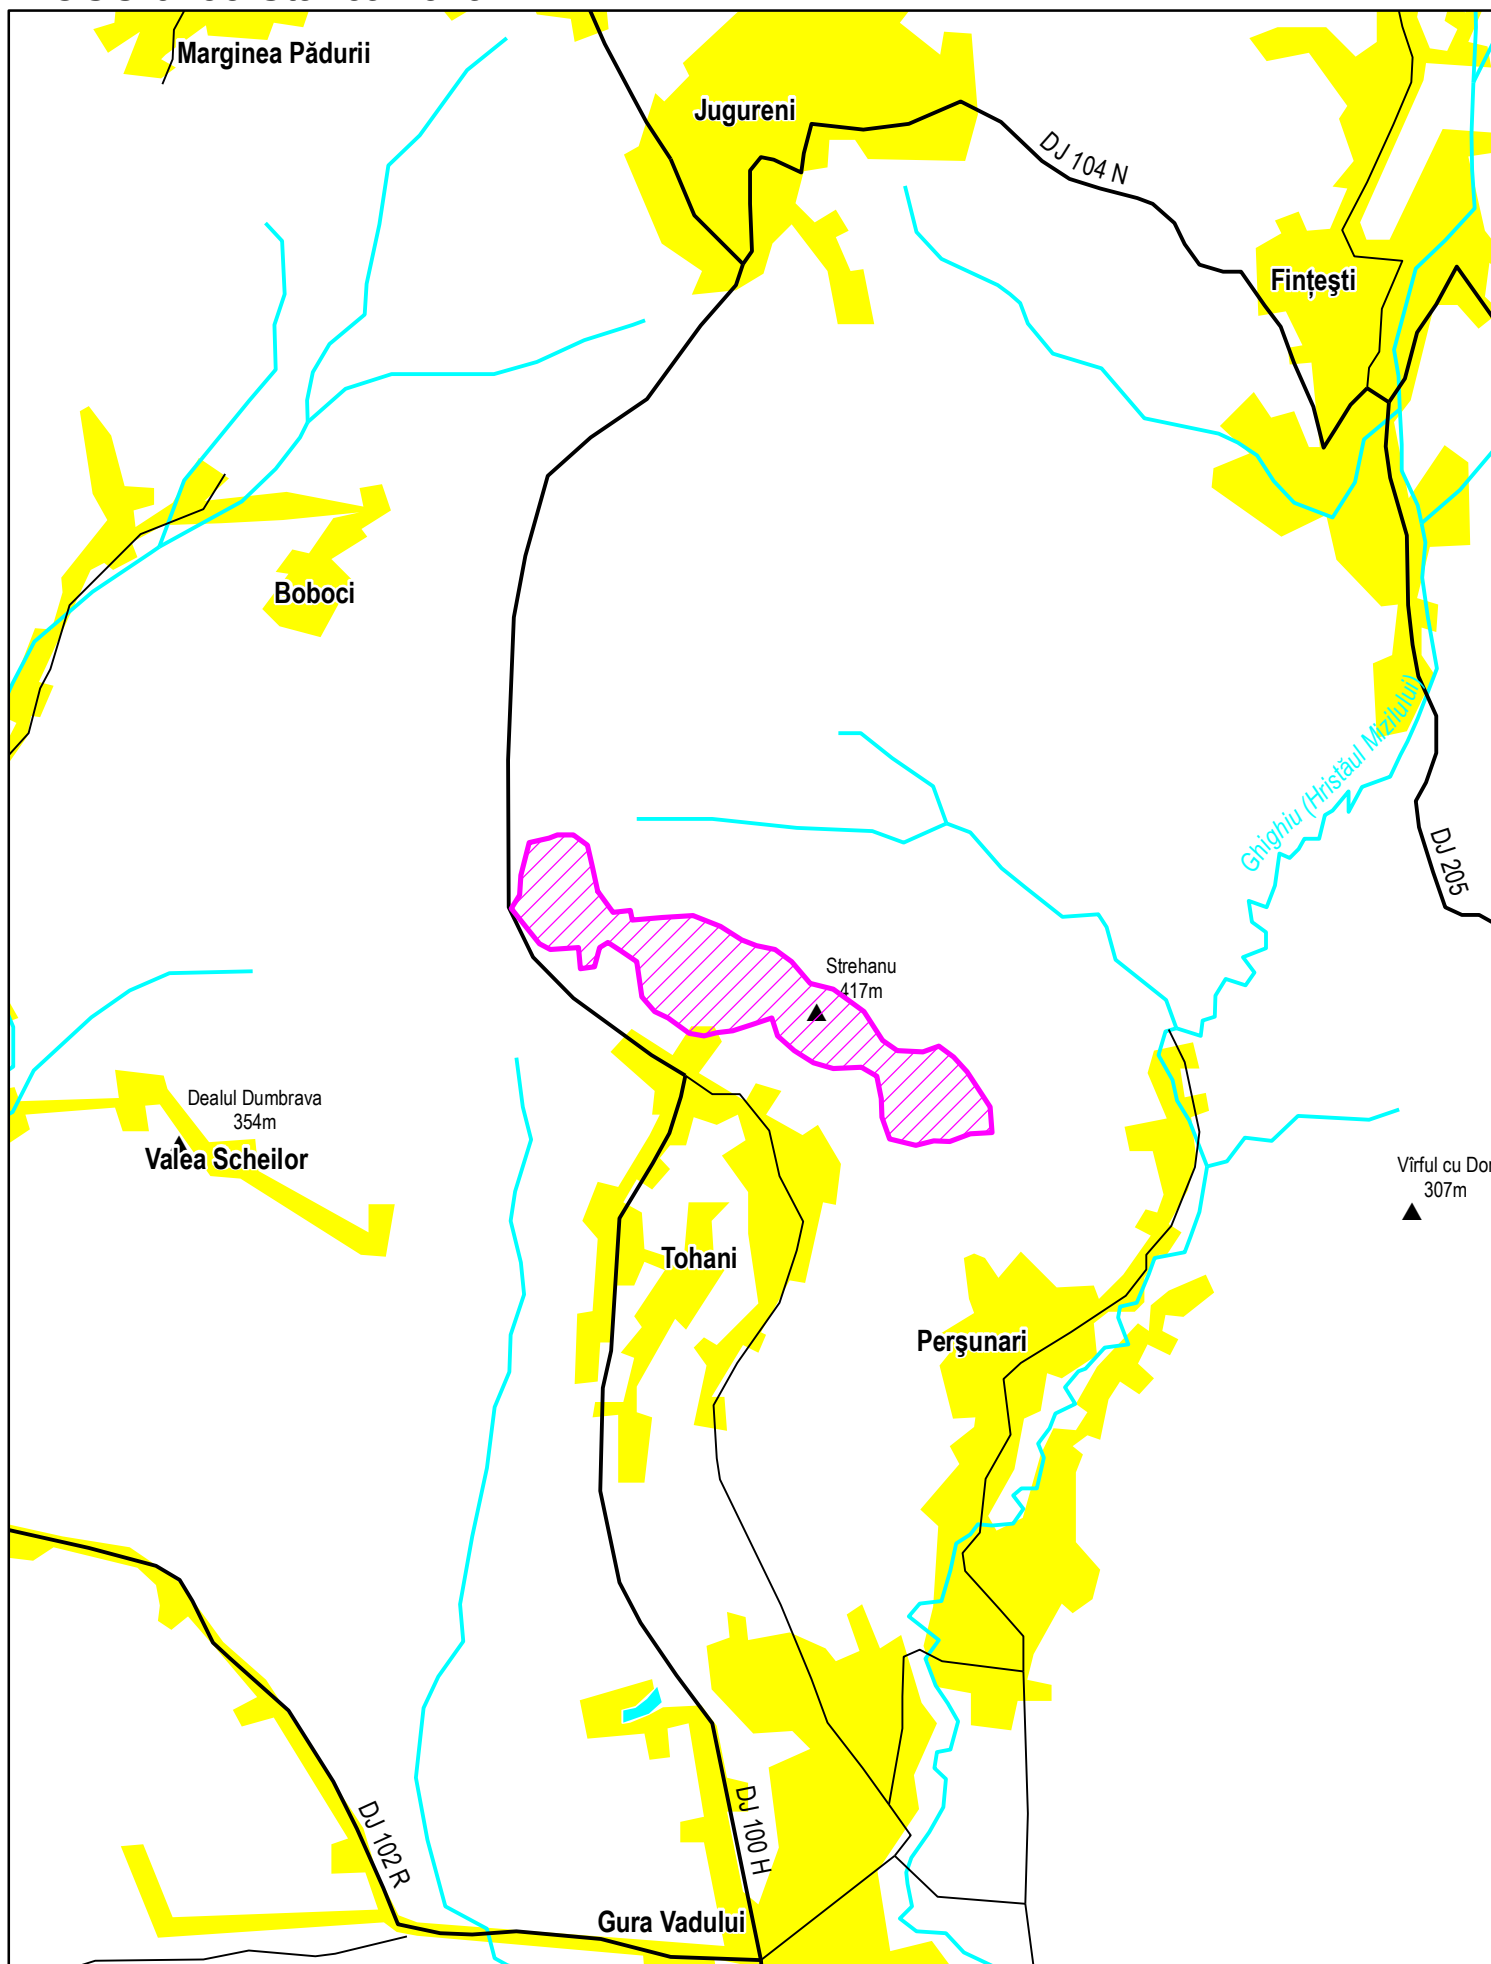 Marginea Pădurii
Jugureni
DJ 104 N
Finţeşti
Boboci
Ghighiu (Hristăul Mizilului)
DJ 205
Strehanu
417m
Dealul Dumbrava
354m
Valea Scheilor
Vîrful cu Dor
307m
Tohani
Perşunari
DJ 102 R
DJ 100 H
Gura Vadului